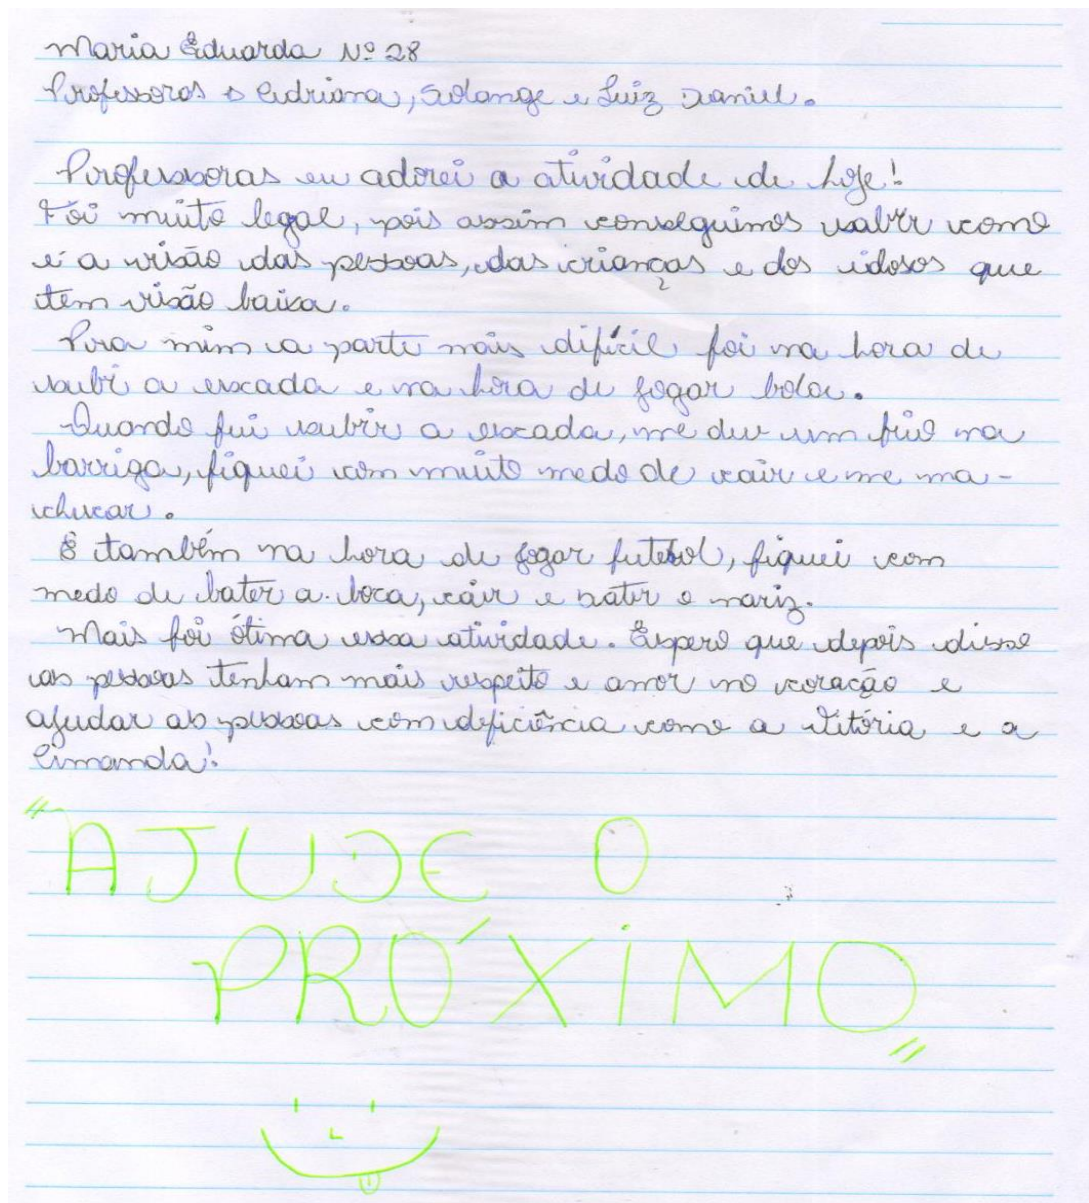 Maria Eduarda Nº 28
Professoras → Adriana, Solange e Luiz Daniel.
Professoras eu adorei a atividade de hoje!
Foi muito legal, pois assim conseguimos saber como
é a visão das pessoas, das crianças e dos idosos que
tem visão baixa.
Pra mim a parte mais difícil foi na hora de
subi a escada e na hora de jogar bola.
Quando fui subir a escada, me deu um friu na
barriga, fiquei com muito medo de cair e me ma-
chucar.
E também na hora de jogar futebol, fiquei com
medo de bater a boca, cair e bater o nariz.
Mais foi ótima essa atividade. Espero que depois disso
as pessoas tenham mais respeito e amor no coração e
ajudar as pessoas com deficiência como a Vitória e a
Amanda!
"AJUDE O
PRÓXIMO"